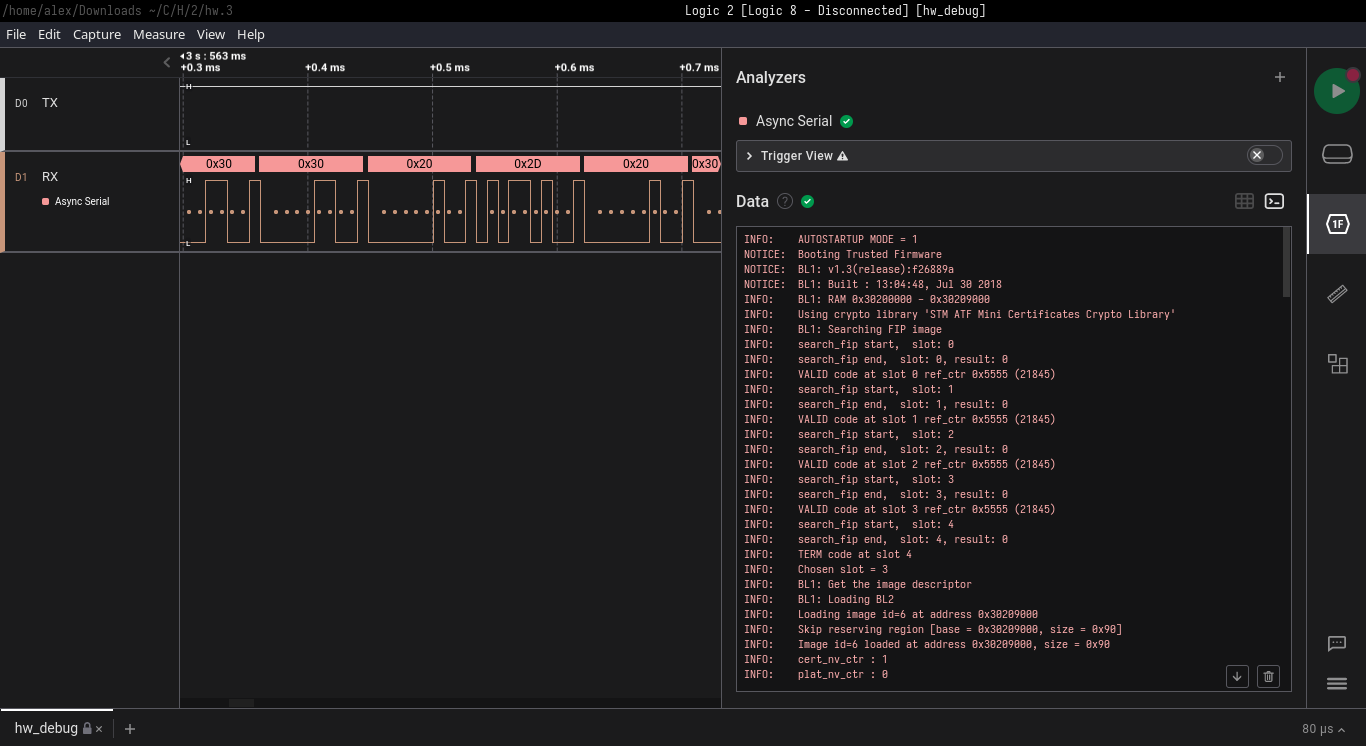 /home/alex/Downloads ~/C/H/2/hw.3
Logic 2 [Logic 8 - Disconnected] [hw_debug]
File Edit Capture Measure View Help
3 s : 563 ms
+0.3 ms +0.4 ms +0.5 ms +0.6 ms +0.7 ms
D0 TX
H
L
D1 RX
Async Serial
0x30 0x30 0x20 0x2D 0x20 0x30
H
L
Analyzers
Async Serial
Trigger View
Data
1F
INFO: AUTOSTARTUP MODE = 1
NOTICE: Booting Trusted Firmware
NOTICE: BL1: v1.3(release):f26889a
NOTICE: BL1: Built : 13:04:48, Jul 30 2018
INFO: BL1: RAM 0x30200000 - 0x30209000
INFO: Using crypto library 'STM ATF Mini Certificates Crypto Library'
INFO: BL1: Searching FIP image
INFO: search_fip start, slot: 0
INFO: search_fip end, slot: 0, result: 0
INFO: VALID code at slot 0 ref_ctr 0x5555 (21845)
INFO: search_fip start, slot: 1
INFO: search_fip end, slot: 1, result: 0
INFO: VALID code at slot 1 ref_ctr 0x5555 (21845)
INFO: search_fip start, slot: 2
INFO: search_fip end, slot: 2, result: 0
INFO: VALID code at slot 2 ref_ctr 0x5555 (21845)
INFO: search_fip start, slot: 3
INFO: search_fip end, slot: 3, result: 0
INFO: VALID code at slot 3 ref_ctr 0x5555 (21845)
INFO: search_fip start, slot: 4
INFO: search_fip end, slot: 4, result: 0
INFO: TERM code at slot 4
INFO: Chosen slot = 3
INFO: BL1: Get the image descriptor
INFO: BL1: Loading BL2
INFO: Loading image id=6 at address 0x30209000
INFO: Skip reserving region [base = 0x30209000, size = 0x90]
INFO: Image id=6 loaded at address 0x30209000, size = 0x90
INFO: cert_nv_ctr : 1
INFO: plat_nv_ctr : 0
hw_debug
80 µs